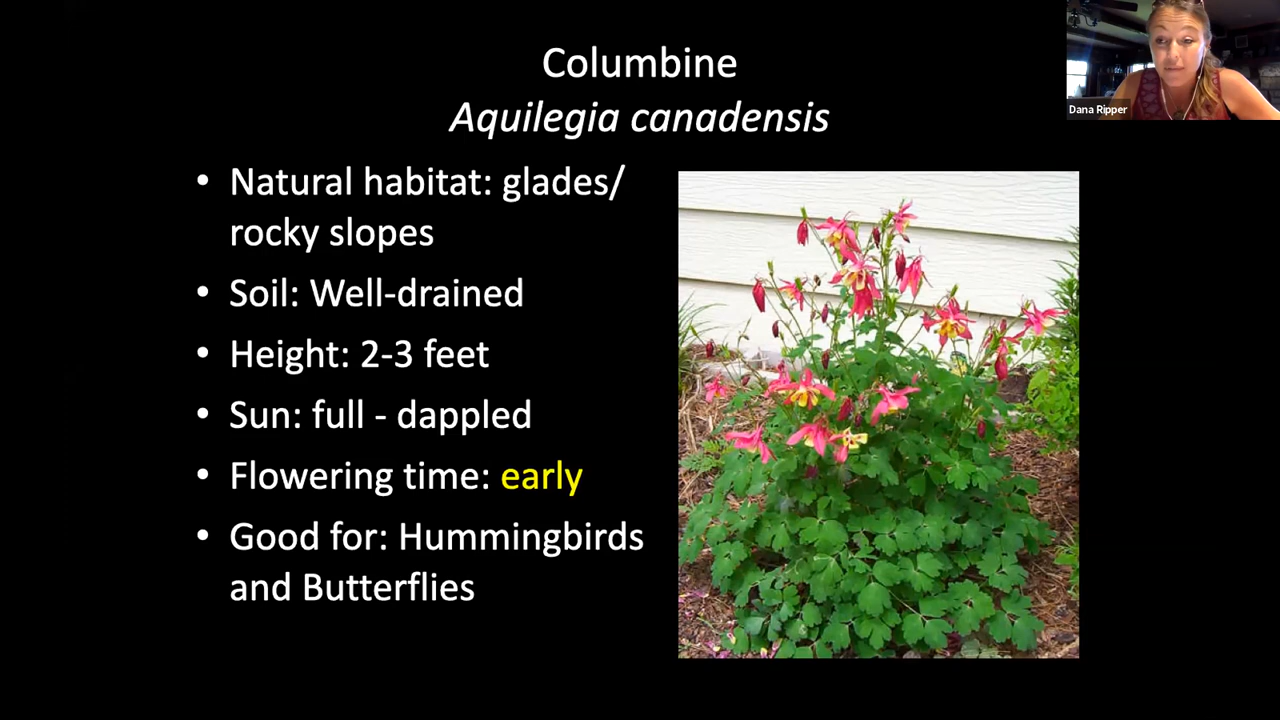 Columbine
Aquilegia canadensis
Dana Ripper
• Natural habitat: glades/
rocky slopes
• Soil: Well-drained
• Height: 2-3 feet
• Sun: full - dappled
• Flowering time: early
• Good for: Hummingbirds
and Butterflies